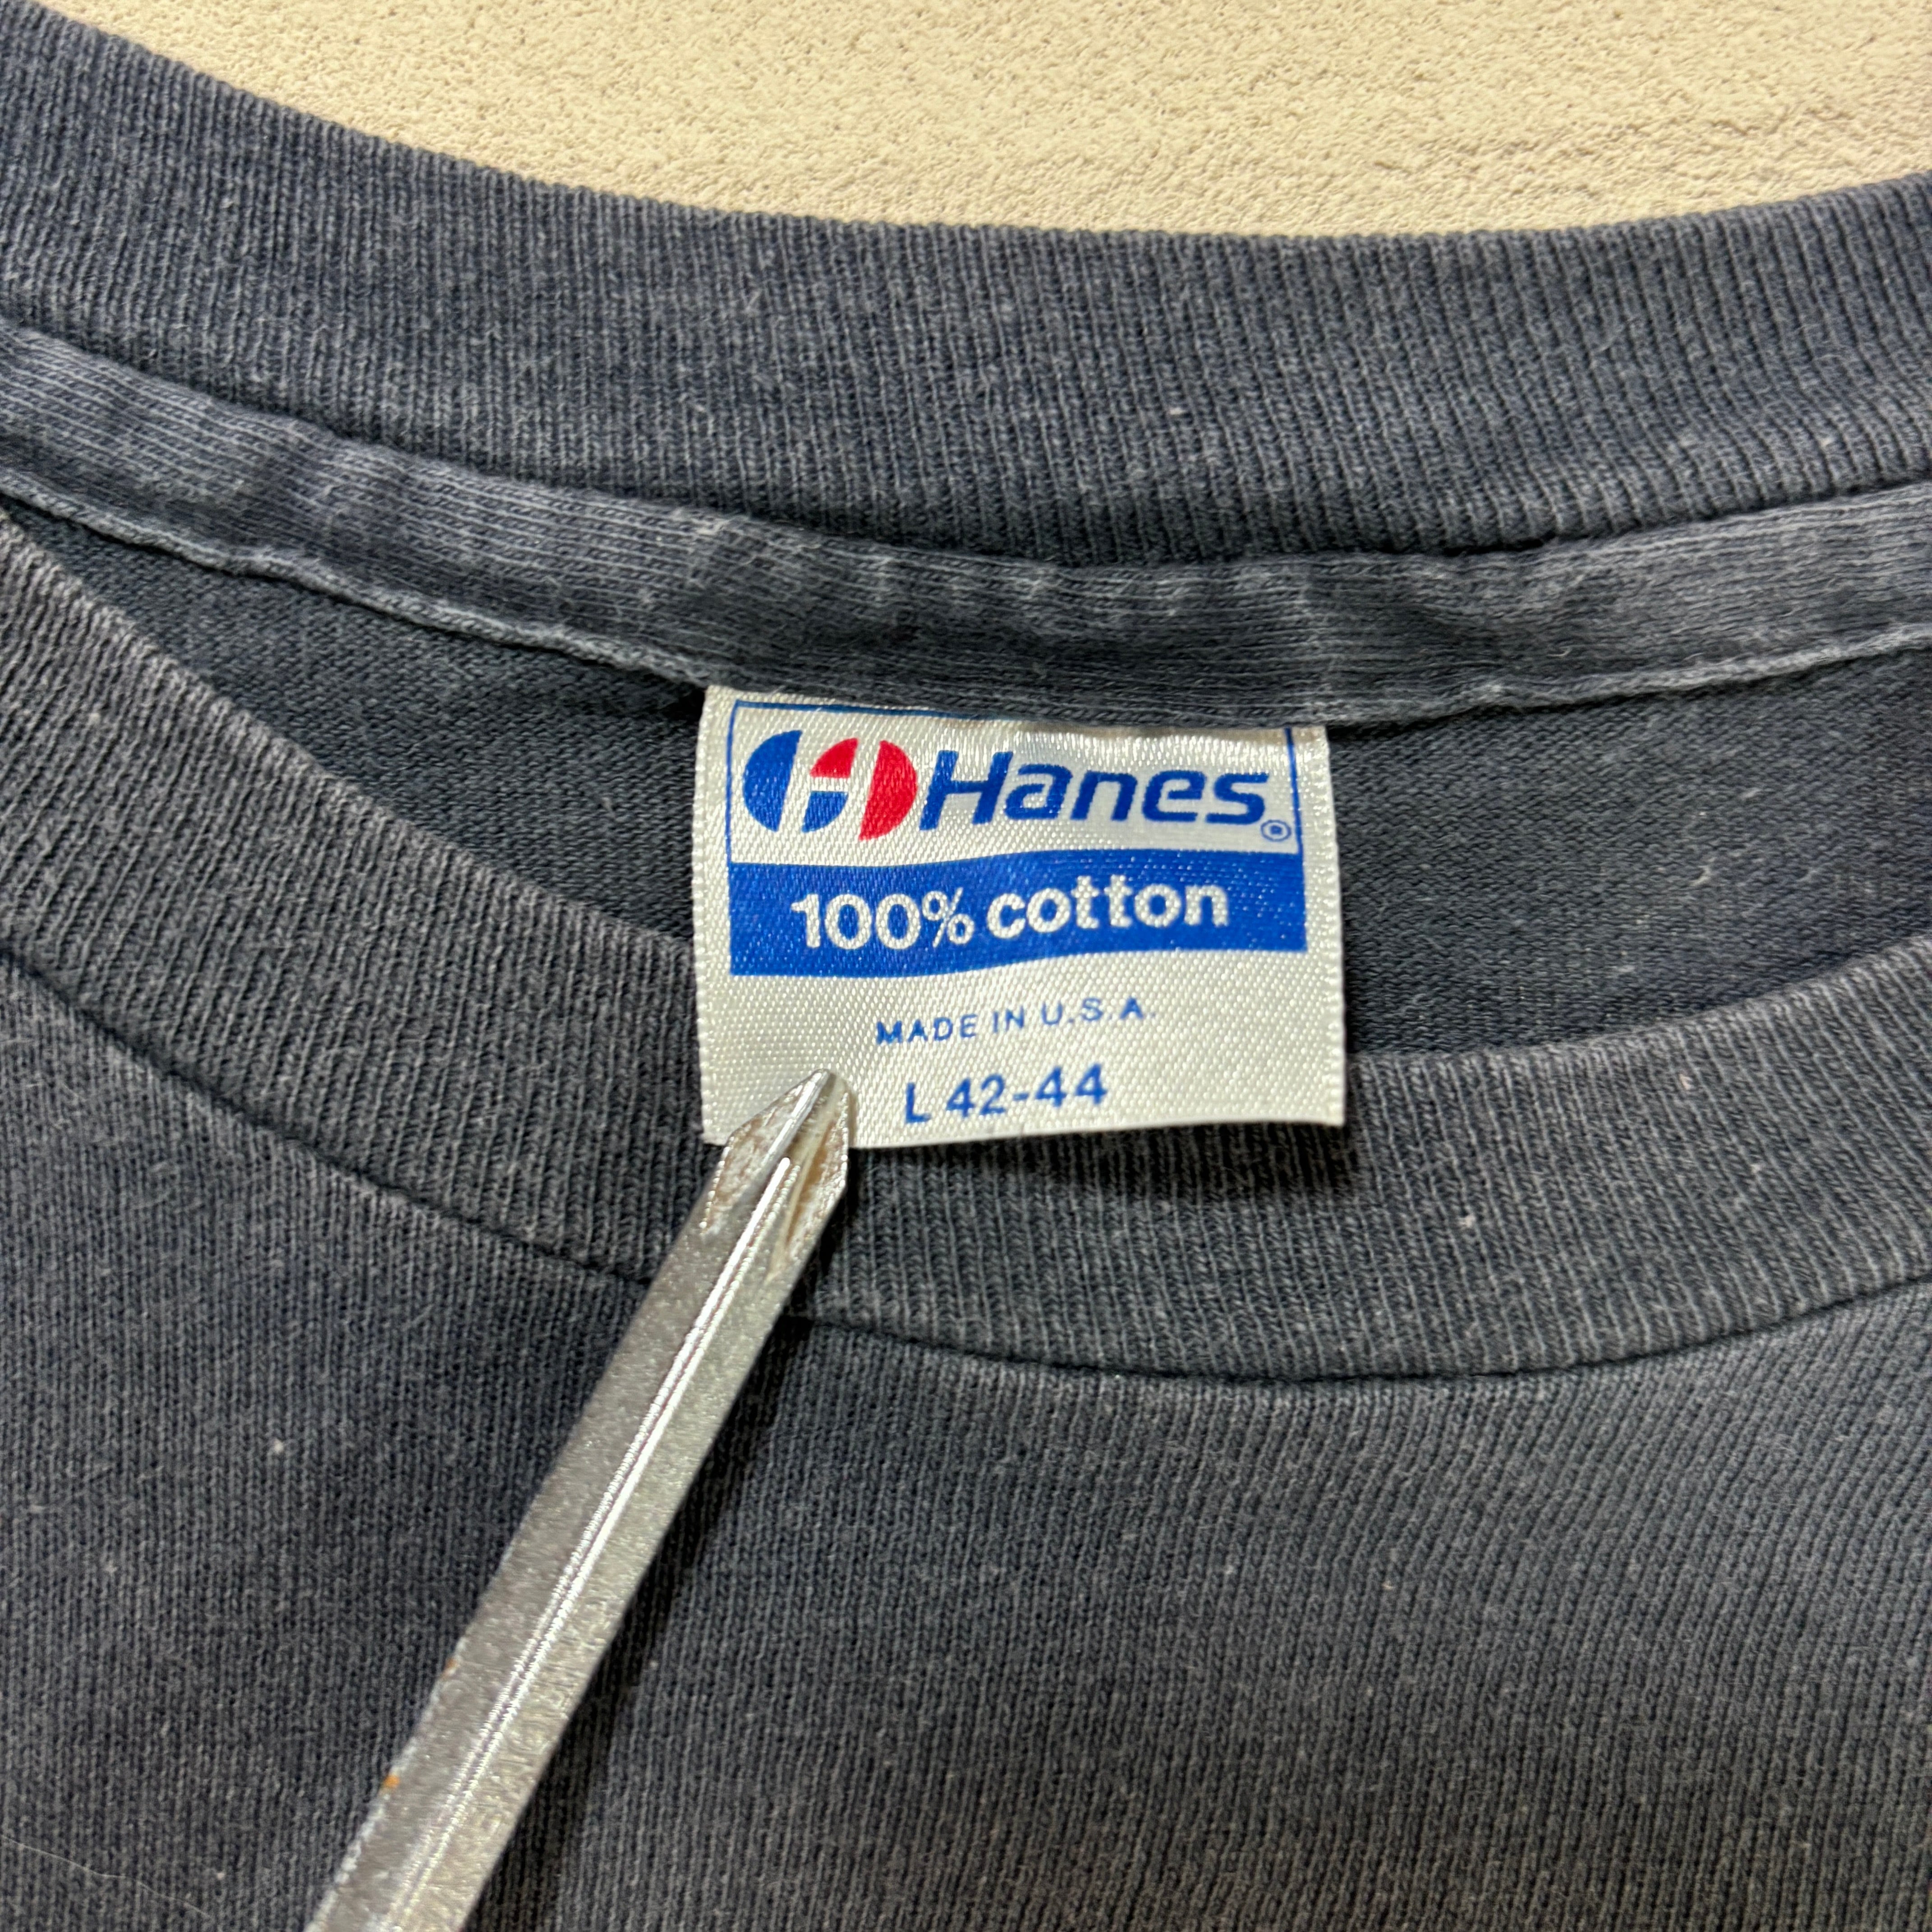 Hanes®
100% cotton
MADE IN U.S.A.
L 42-44